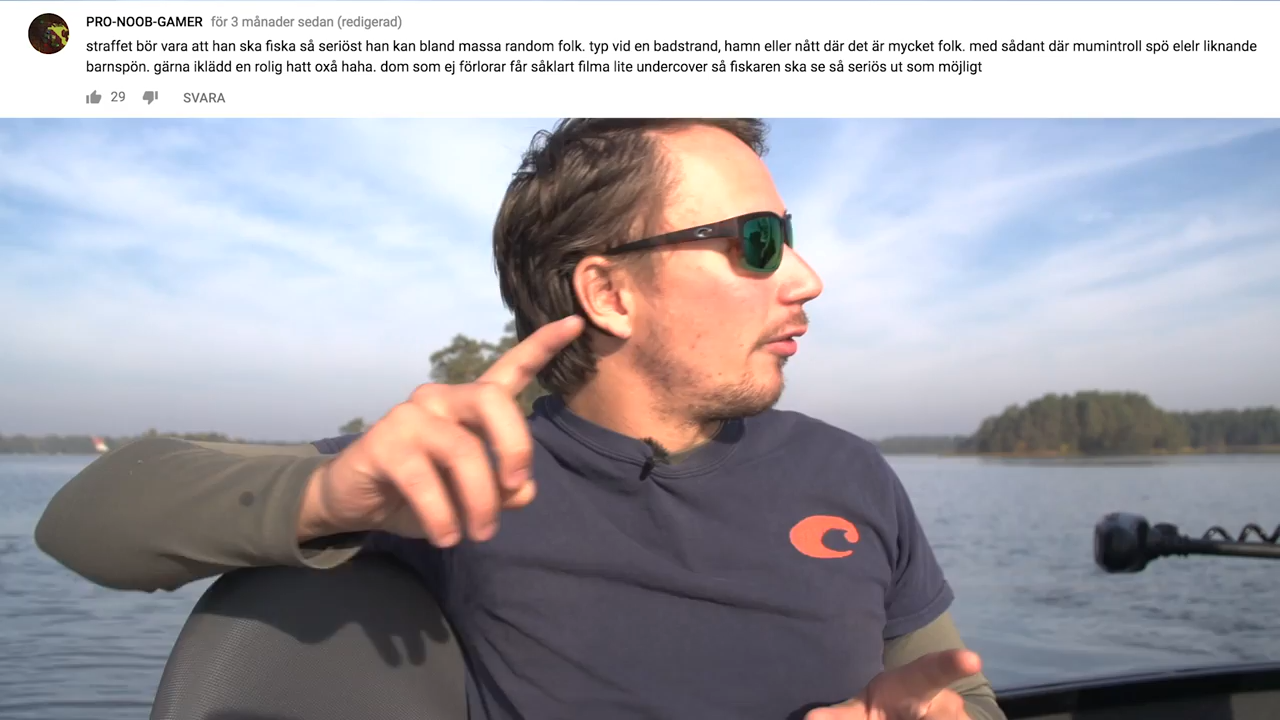 PRO-NOOB-GAMER för 3 månader sedan (redigerad)
straffet bör vara att han ska fiska så seriöst han kan bland massa random folk. typ vid en badstrand, hamn eller nått där det är mycket folk. med sådant där mumintroll spö elelr liknande
barnspön. gärna iklädd en rolig hatt oxå haha. dom som ej förlorar får såklart filma lite undercover så fiskaren ska se så seriös ut som möjligt
29 SVARA